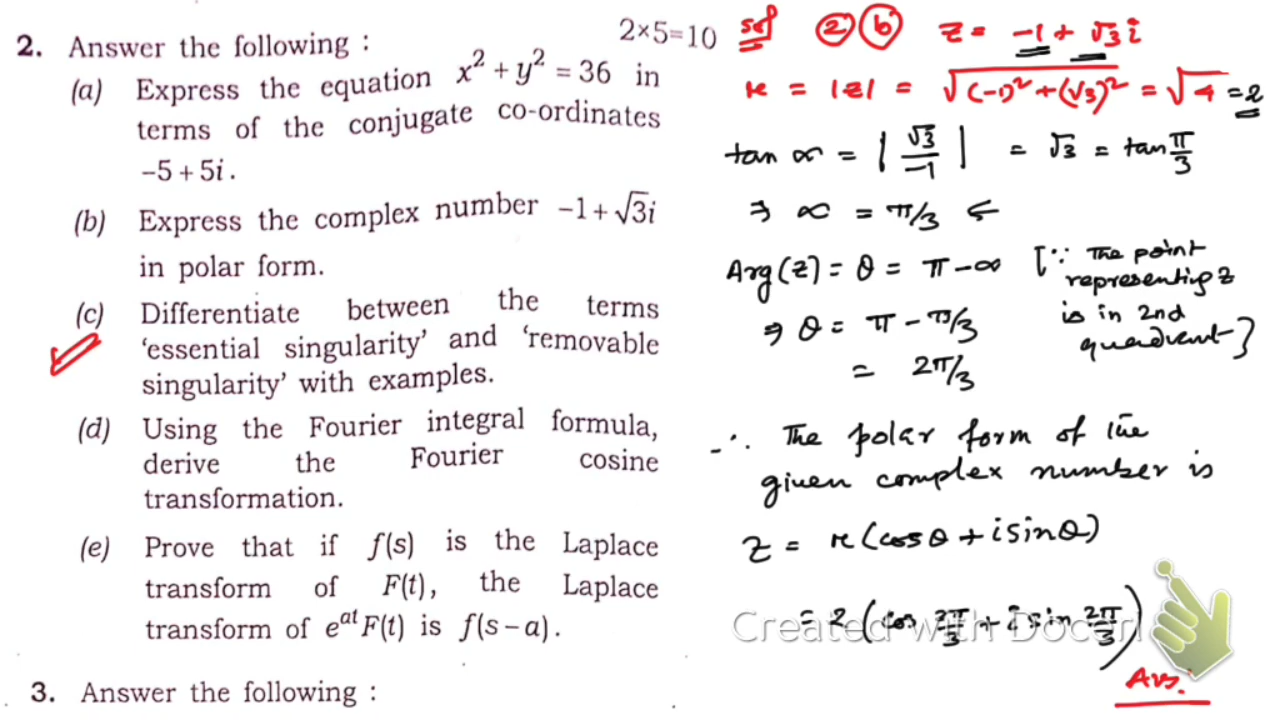 2×5=10
2. Answer the following :
(a) Express the equation x² + y² = 36 in
terms of the conjugate co-ordinates
−5 + 5i.
(b) Express the complex number −1 + √3i
in polar form.
(c) Differentiate between the terms
'essential singularity' and 'removable
singularity' with examples.
(d) Using the Fourier integral formula,
derive the Fourier cosine
transformation.
(e) Prove that if f(s) is the Laplace
transform of F(t), the Laplace
transform of e^{at}F(t) is f(s − a).
3. Answer the following :
Sol ② ⓑ z = −1 + √3 i
r = |z| = √((−1)² + (√3)²) = √4 = 2
tan α = |√3/−1| = √3 = tan π/3
⇒ α = π/3 ←
Arg(z) = θ = π − α [∵ The point
representing z
is in 2nd
quadrant]
⇒ θ = π − π/3
= 2π/3
∴ The polar form of the
given complex number is
z = r(cosθ + i sinθ)
= 2(cos 2π/3 + i sin 2π/3)
Ans.
Created with Doceri